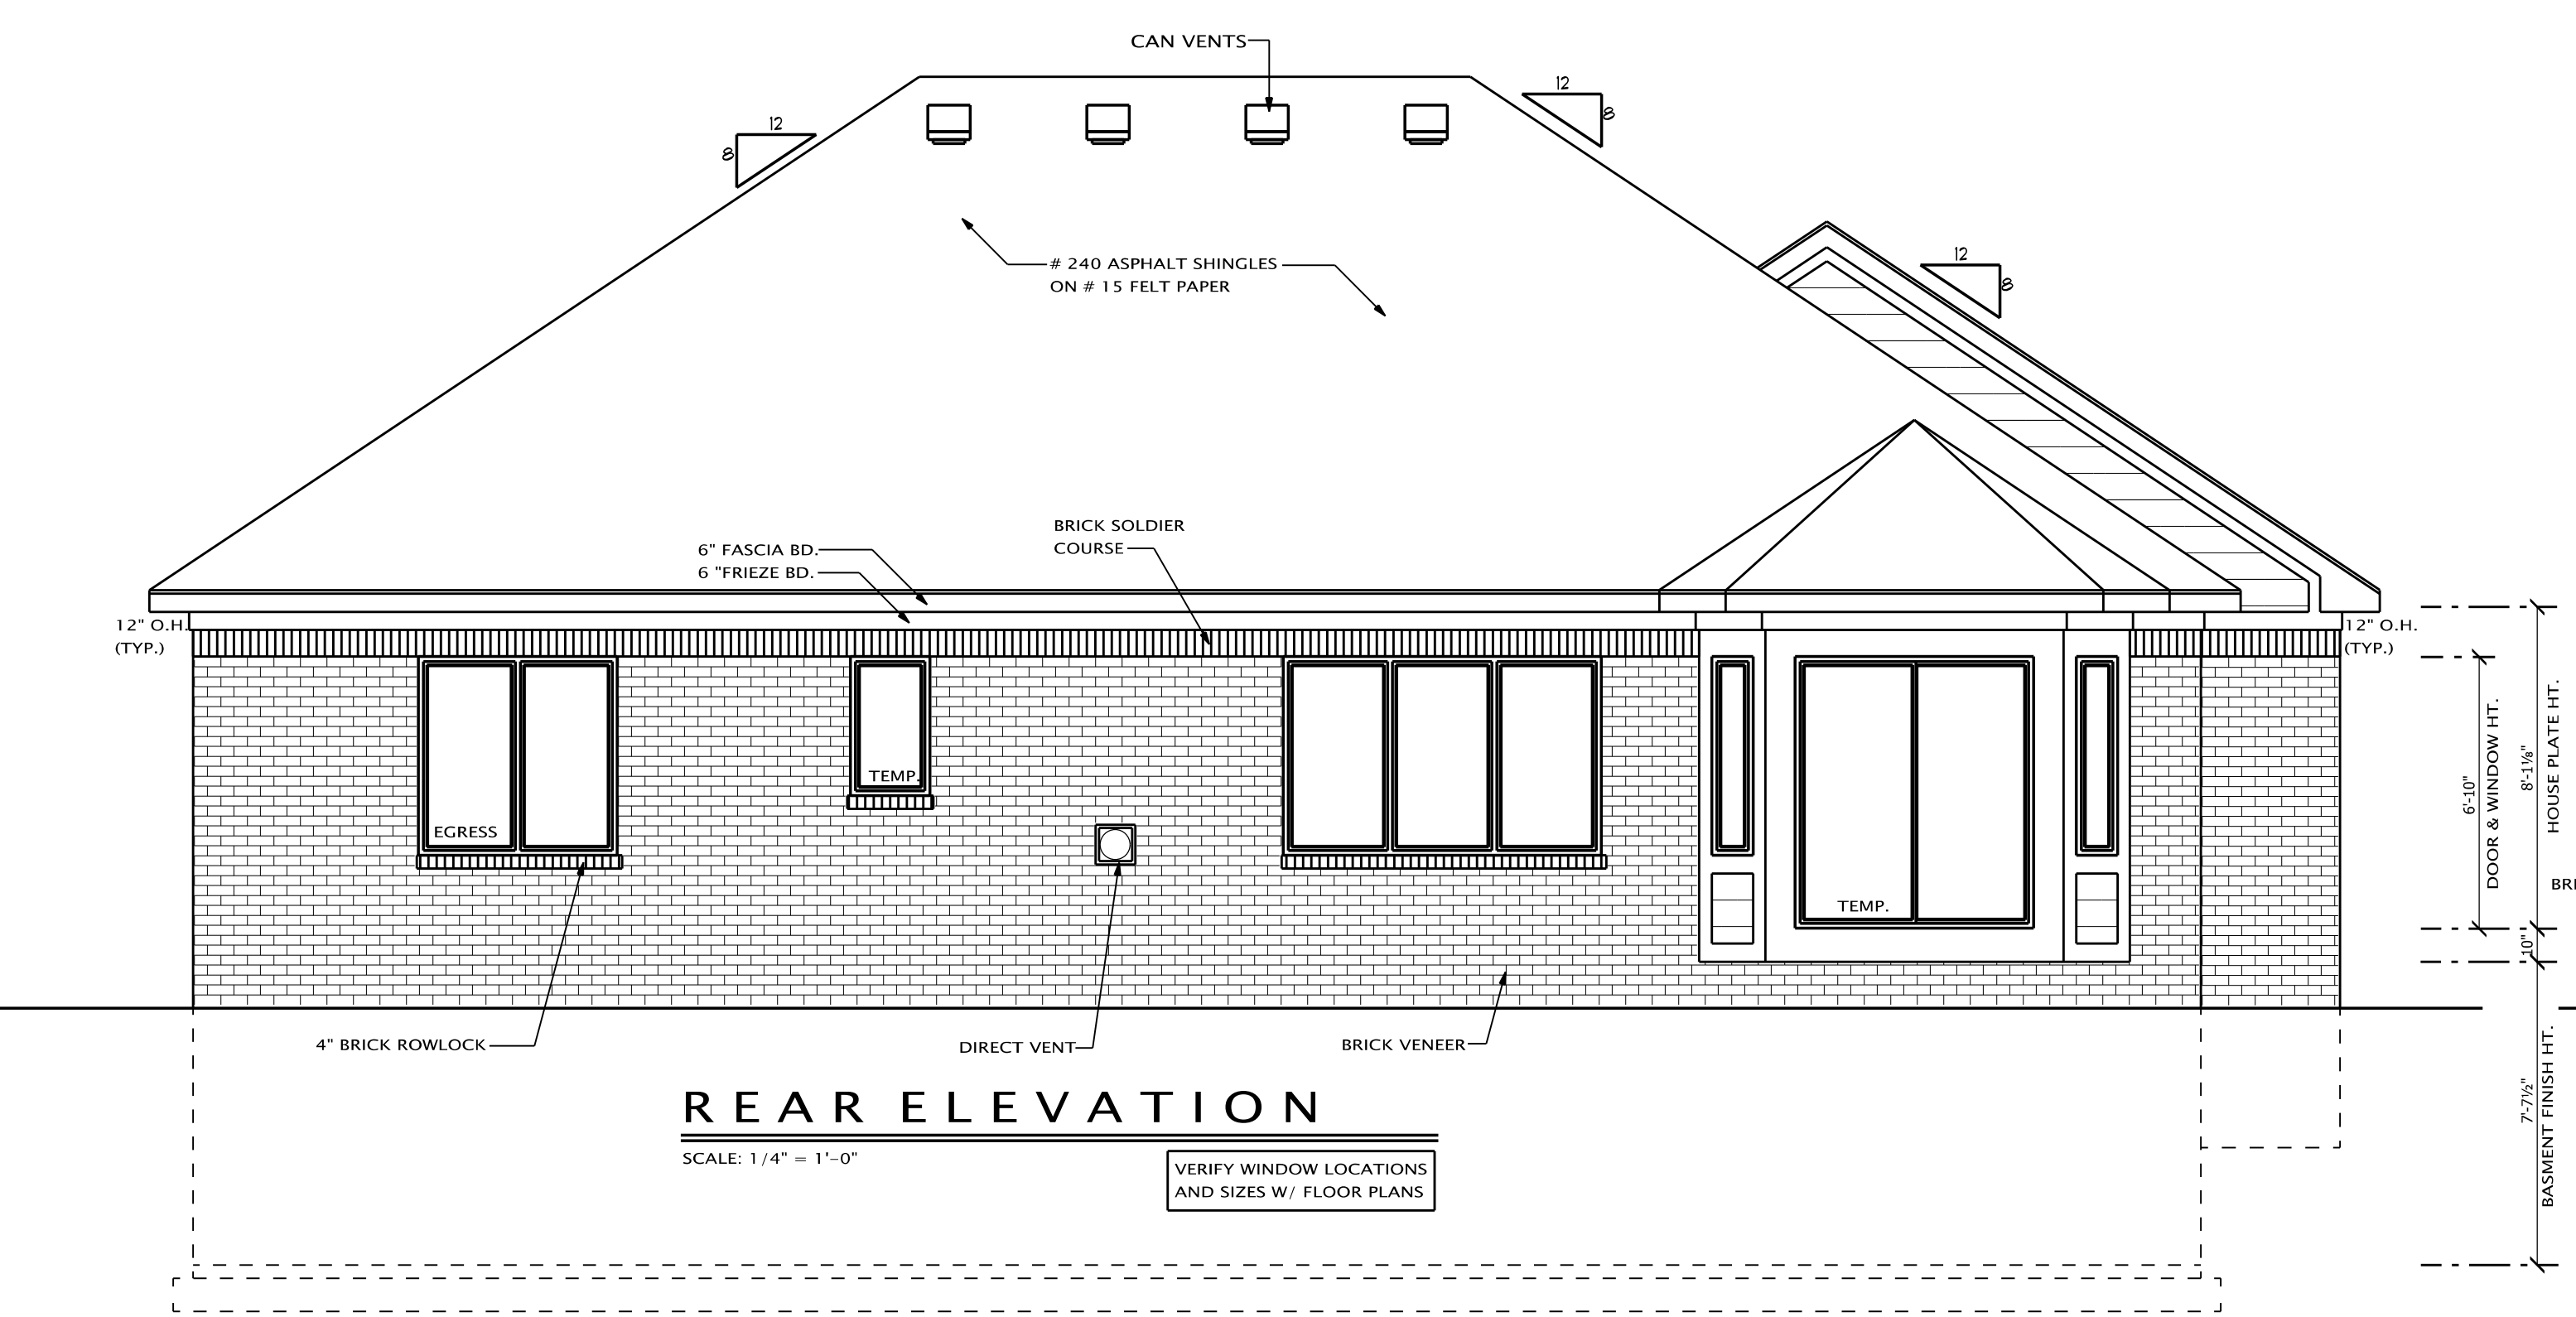 CAN VENTS
12
8
12
8
12
8
# 240 ASPHALT SHINGLES
ON # 15 FELT PAPER
BRICK SOLDIER
COURSE
6" FASCIA BD.
6 "FRIEZE BD.
12" O.H.
(TYP.)
12" O.H.
(TYP.)
EGRESS
TEMP.
TEMP.
6'-10"
DOOR & WINDOW HT.
8'-1⅛"
HOUSE PLATE HT.
BRI
10"
7'-7½"
BASMENT FINISH HT.
4" BRICK ROWLOCK
DIRECT VENT
BRICK VENEER
REAR ELEVATION
SCALE: 1/4" = 1'-0"
VERIFY WINDOW LOCATIONS
AND SIZES W/ FLOOR PLANS